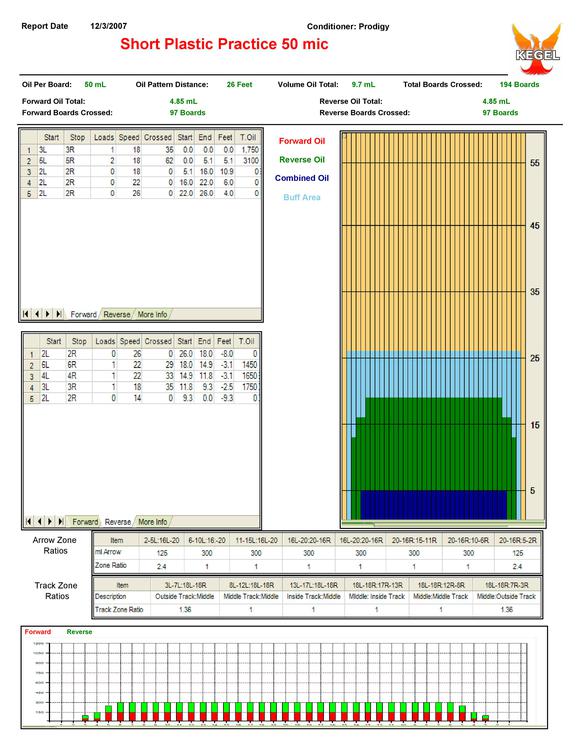 Report Date 12/3/2007 Conditioner: Prodigy
Short Plastic Practice 50 mic
KEGEL
Oil Per Board: 50 mL Oil Pattern Distance: 26 Feet Volume Oil Total: 9.7 mL Total Boards Crossed: 194 Boards
Forward Oil Total: 4.85 mL Reverse Oil Total: 4.85 mL
Forward Boards Crossed: 97 Boards Reverse Boards Crossed: 97 Boards
Start Stop Loads Speed Crossed Start End Feet T.Oil
1 3L 3R 1 18 35 0.0 0.0 0.0 1,750
2 5L 5R 2 18 62 0.0 5.1 5.1 3100
3 2L 2R 0 18 0 5.1 16.0 10.9 0
4 2L 2R 0 22 0 16.0 22.0 6.0 0
5 2L 2R 0 26 0 22.0 26.0 4.0 0
Forward Reverse More Info
Forward Oil
Reverse Oil
Combined Oil
Buff Area
55
45
35
25
15
5
Start Stop Loads Speed Crossed Start End Feet T.Oil
1 2L 2R 0 26 0 26.0 18.0 -8.0 0
2 6L 6R 1 22 29 18.0 14.9 -3.1 1450
3 4L 4R 1 22 33 14.9 11.8 -3.1 1650
4 3L 3R 1 18 35 11.8 9.3 -2.5 1750
5 2L 2R 0 14 0 9.3 0.0 -9.3 0
Forward Reverse More Info
Arrow Zone Ratios
Item 2-5L:16L-20 6-10L:16-20 11-15L:16L-20 16L-20:20-16R 16L-20:20-16R 20-16R:15-11R 20-16R:10-6R 20-16R:5-2R
ml Arrow 125 300 300 300 300 300 300 125
Zone Ratio 2.4 1 1 1 1 1 1 2.4
Track Zone Ratios
Item 3L-7L:18L-18R 8L-12L:18L-18R 13L-17L:18L-18R 18L-18R:17R-13R 18L-18R:12R-8R 18L-18R:7R-3R
Description Outside Track:Middle Middle Track:Middle Inside Track:Middle Middle: Inside Track Middle:Middle Track Middle:Outside Track
Track Zone Ratio 1.36 1 1 1 1 1.36
Forward Reverse